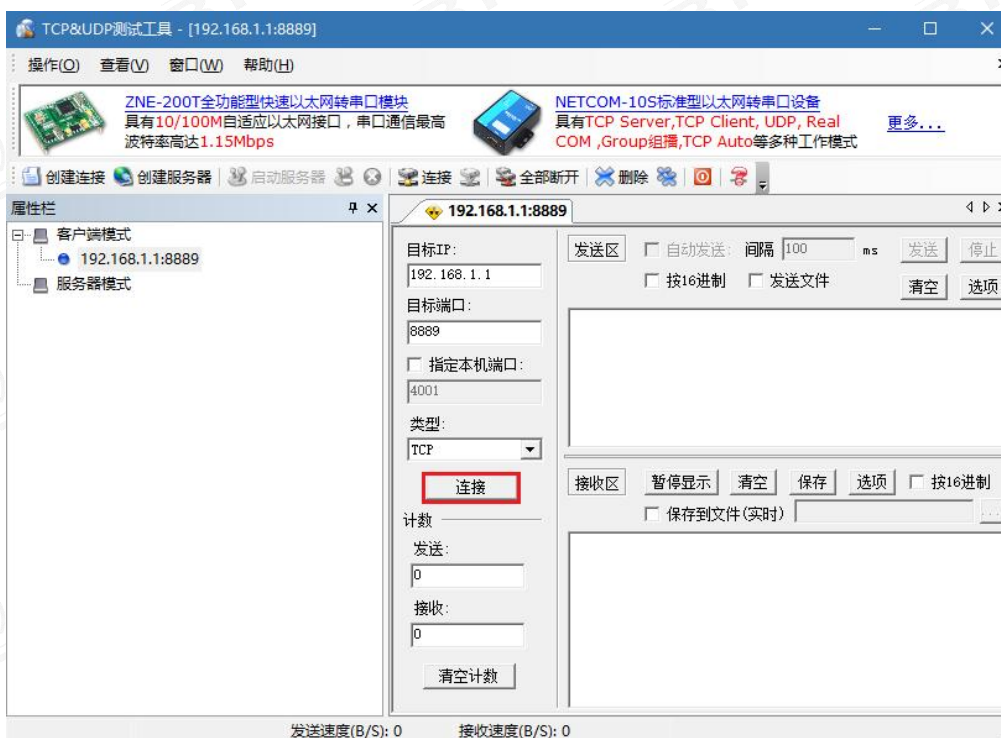 TCP&UDP测试工具 - [192.168.1.1:8889]
操作(O) 查看(V) 窗口(W) 帮助(H)
ZNE-200T全功能型快速以太网转串口模块
具有10/100M自适应以太网接口，串口通信最高
波特率高达1.15Mbps
NETCOM-10S标准型以太网转串口设备
具有TCP Server,TCP Client, UDP, Real
COM ,Group组播,TCP Auto等多种工作模式
更多...
创建连接 创建服务器 启动服务器 连接 全部断开 删除
属性栏
客户端模式
192.168.1.1:8889
服务器模式
192.168.1.1:8889
目标IP:
192.168.1.1
目标端口:
8889
指定本机端口:
4001
类型:
TCP
连接
计数
发送:
0
接收:
0
清空计数
发送区 自动发送: 间隔 100 ms 发送 停止
按16进制 发送文件 清空 选项
接收区 暂停显示 清空 保存 选项 按16进制
保存到文件(实时) ...
发送速度(B/S): 0 接收速度(B/S): 0